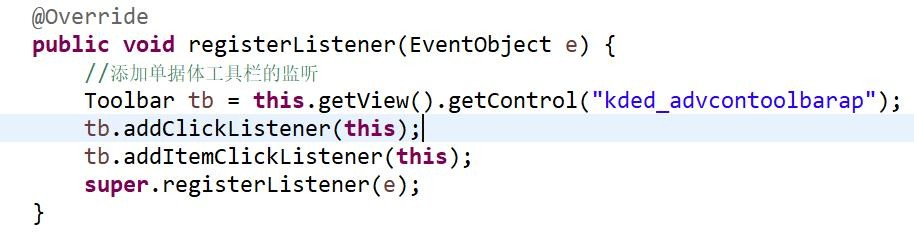 @Override
public void registerListener(EventObject e) {
//添加单据体工具栏的监听
Toolbar tb = this.getView().getControl("kded_advcontoolbarap");
tb.addClickListener(this);
tb.addItemClickListener(this);
super.registerListener(e);
}